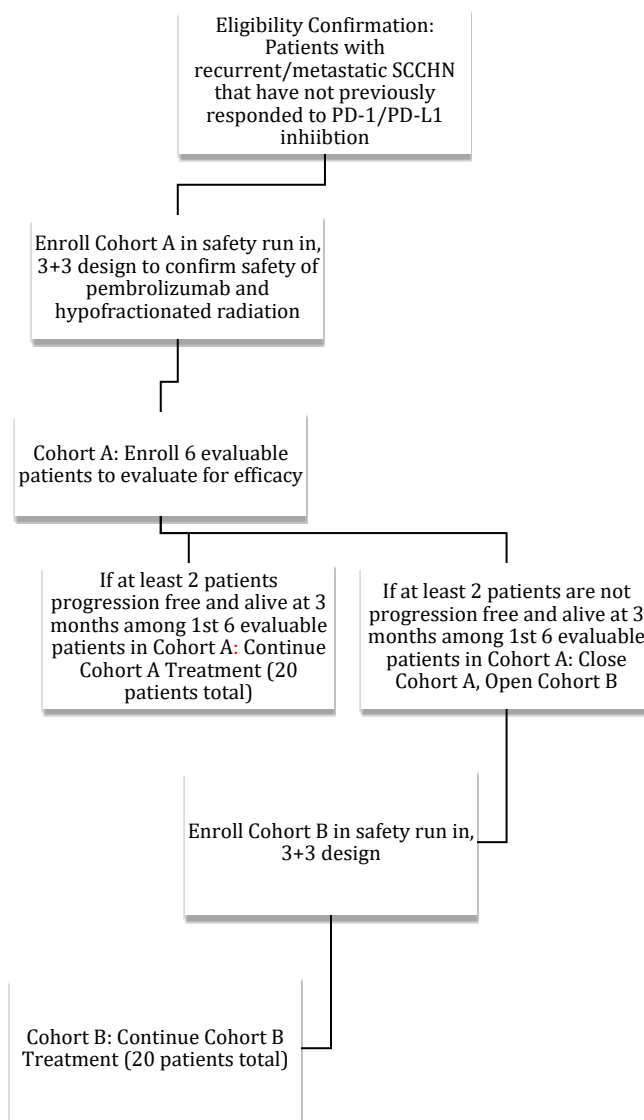 Eligibility Confirmation:
Patients with
recurrent/metastatic SCCHN
that have not previously
responded to PD-1/PD-L1
inhiibtion
Enroll Cohort A in safety run in,
3+3 design to confirm safety of
pembrolizumab and
hypofractionated radiation
Cohort A: Enroll 6 evaluable
patients to evaluate for efficacy
If at least 2 patients
progression free and alive at 3
months among 1st 6 evaluable
patients in Cohort A: Continue
Cohort A Treatment (20
patients total)
If at least 2 patients are not
progression free and alive at 3
months among 1st 6 evaluable
patients in Cohort A: Close
Cohort A, Open Cohort B
Enroll Cohort B in safety run in,
3+3 design
Cohort B: Continue Cohort B
Treatment (20 patients total)